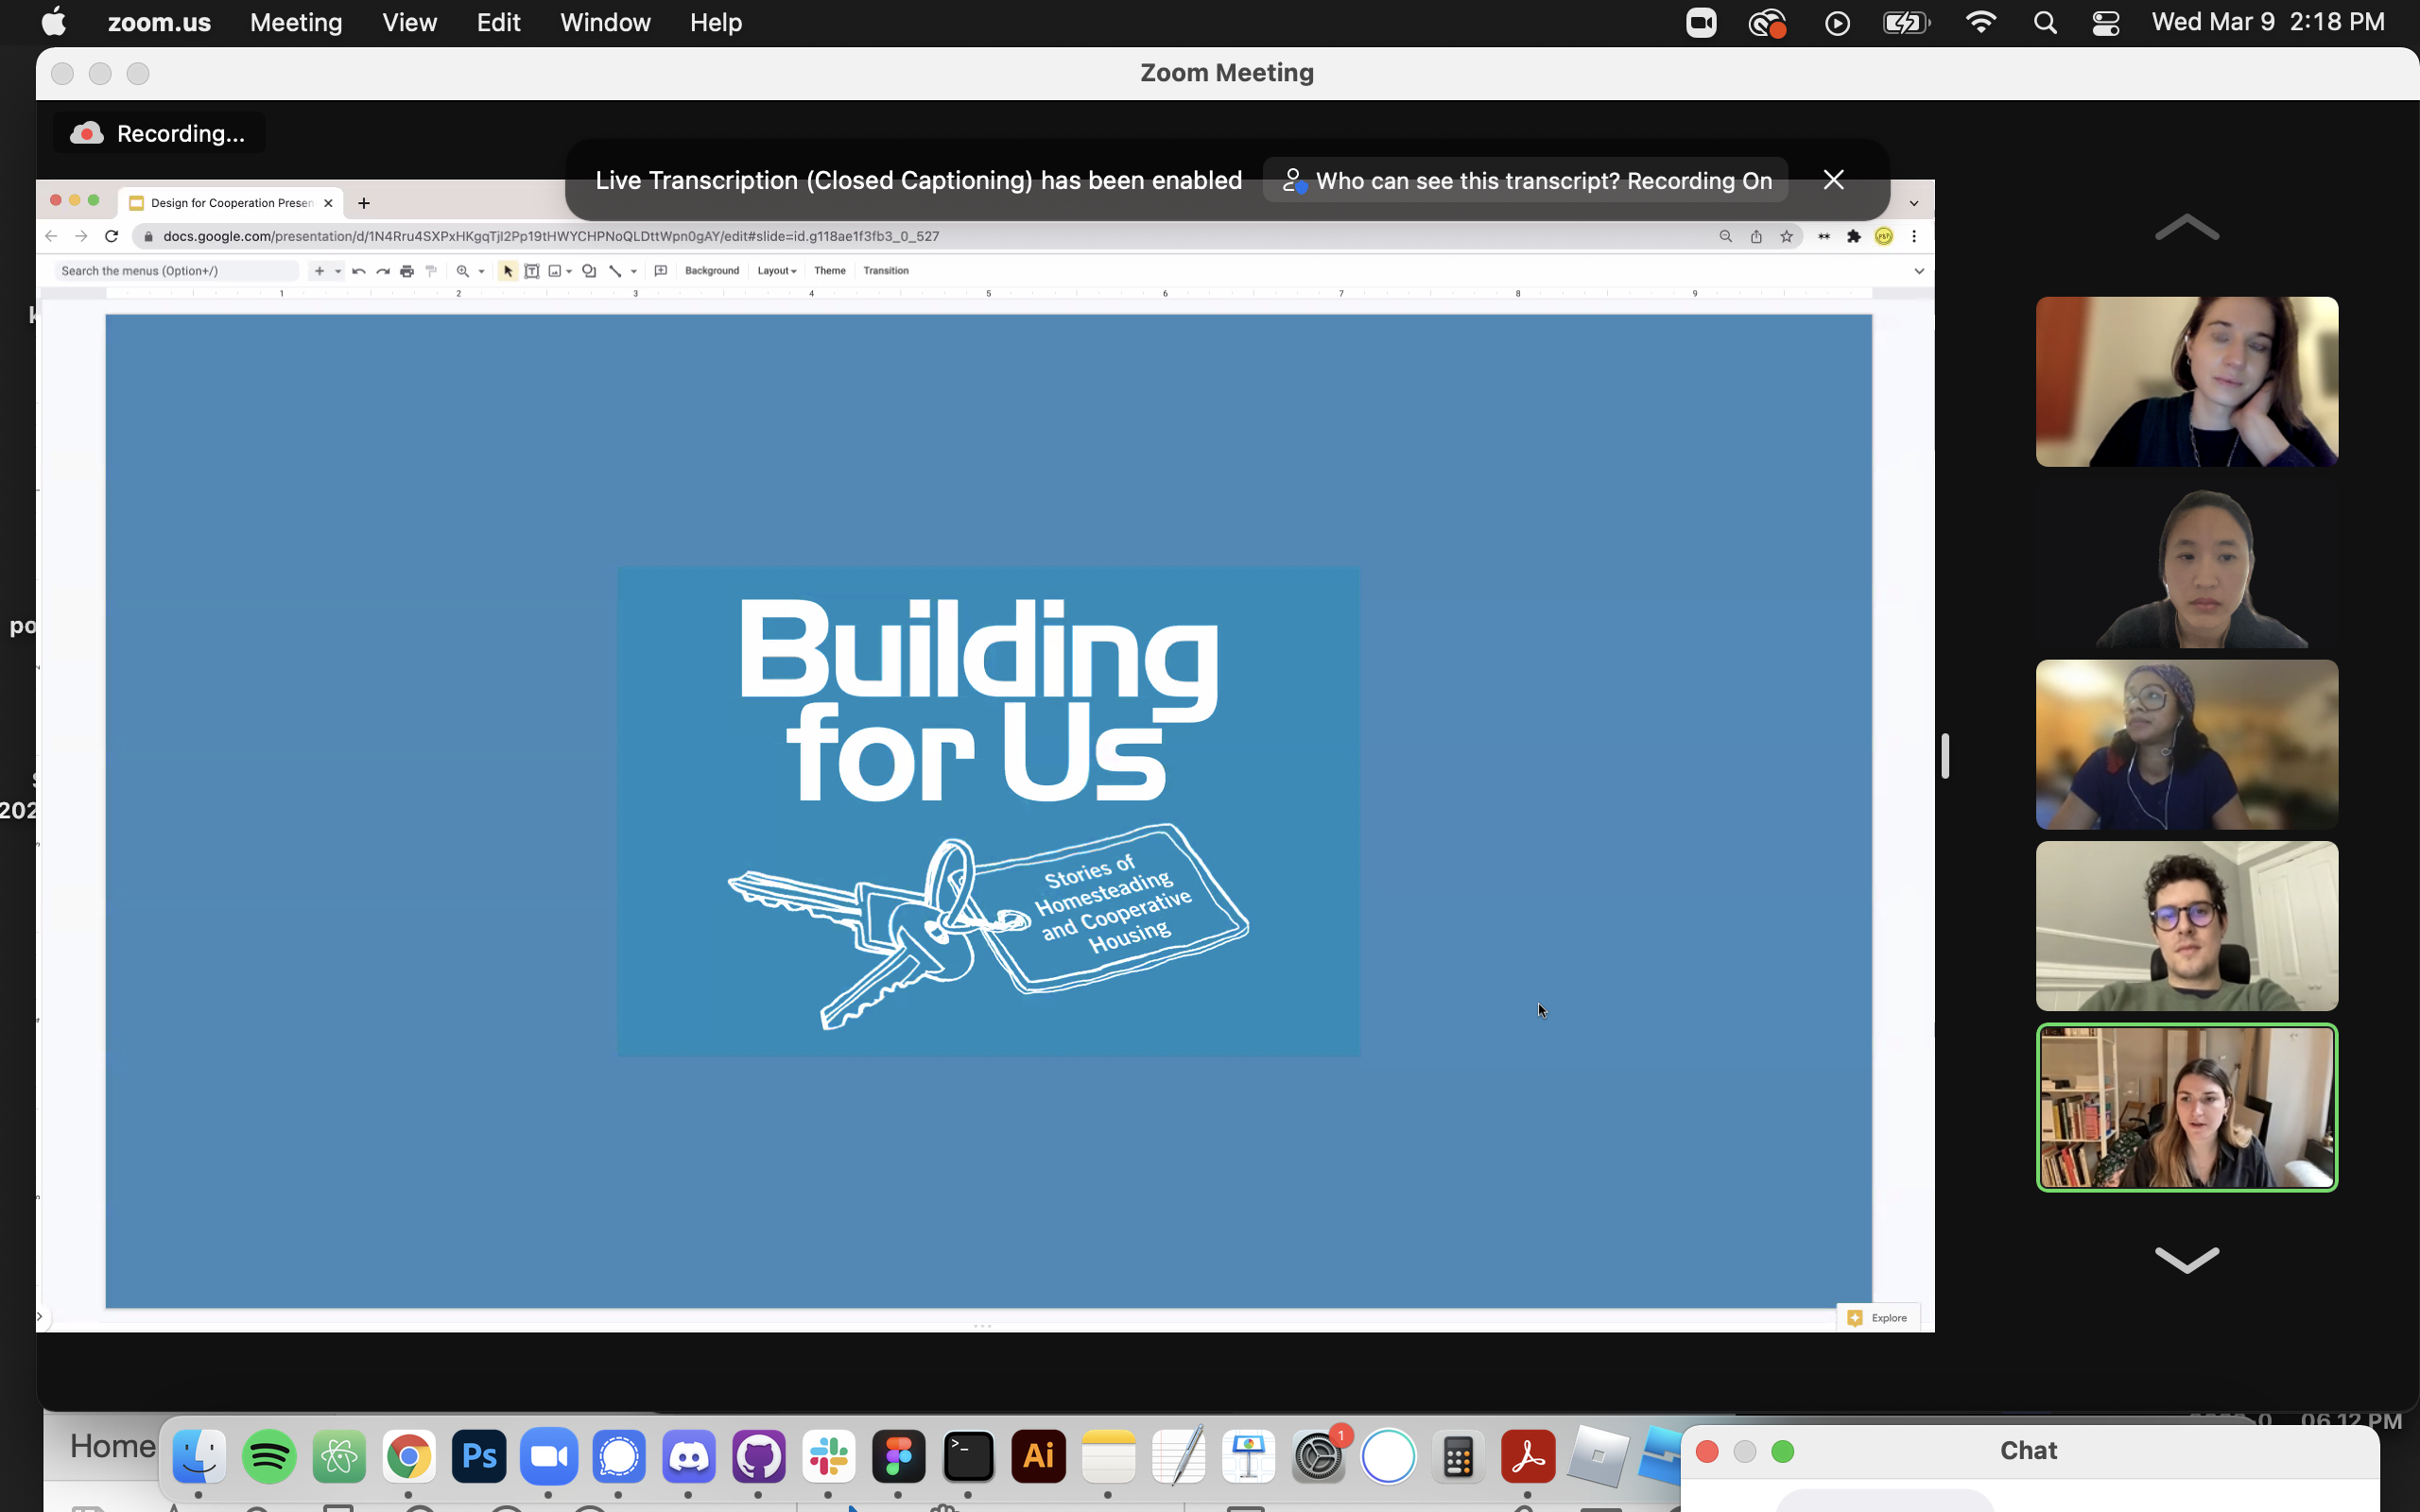 zoom.us Meeting View Edit Window Help Wed Mar 9 2:18 PM
Zoom Meeting
Recording...
Live Transcription (Closed Captioning) has been enabled Who can see this transcript? Recording On
Design for Cooperation Presen
docs.google.com/presentation/d/1N4Rru4SXPxHKgqTjI2Pp19tHWYCHPNoQLDttWpn0gAY/edit#slide=id.g118ae1f3fb3_0_527
Search the menus (Option+/) Background Layout Theme Transition
1 2 3 4 5 6 7 8 9
Building
for Us
Stories of
Homesteading
and Cooperative
Housing
po
202
Explore
06.12 PM
Home
Ps
Ai
1
Chat